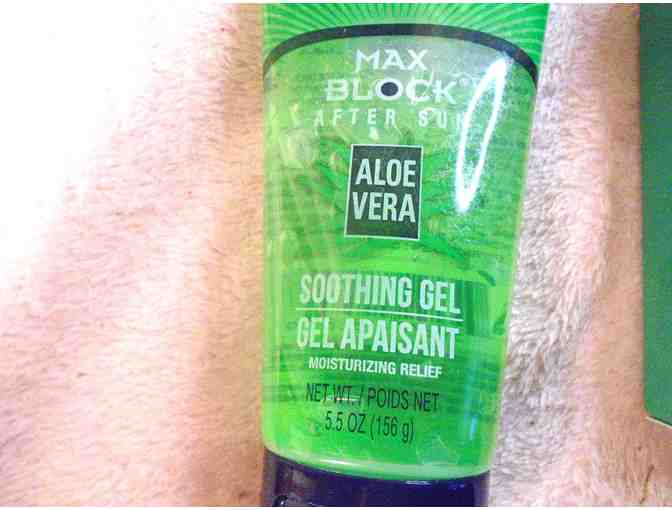 MAX
BLOCK
AFTER SUN
ALOE
VERA
SOOTHING GEL
GEL APAISANT
MOISTURIZING RELIEF
NET WT. / POIDS NET
5.5 OZ (156 g)